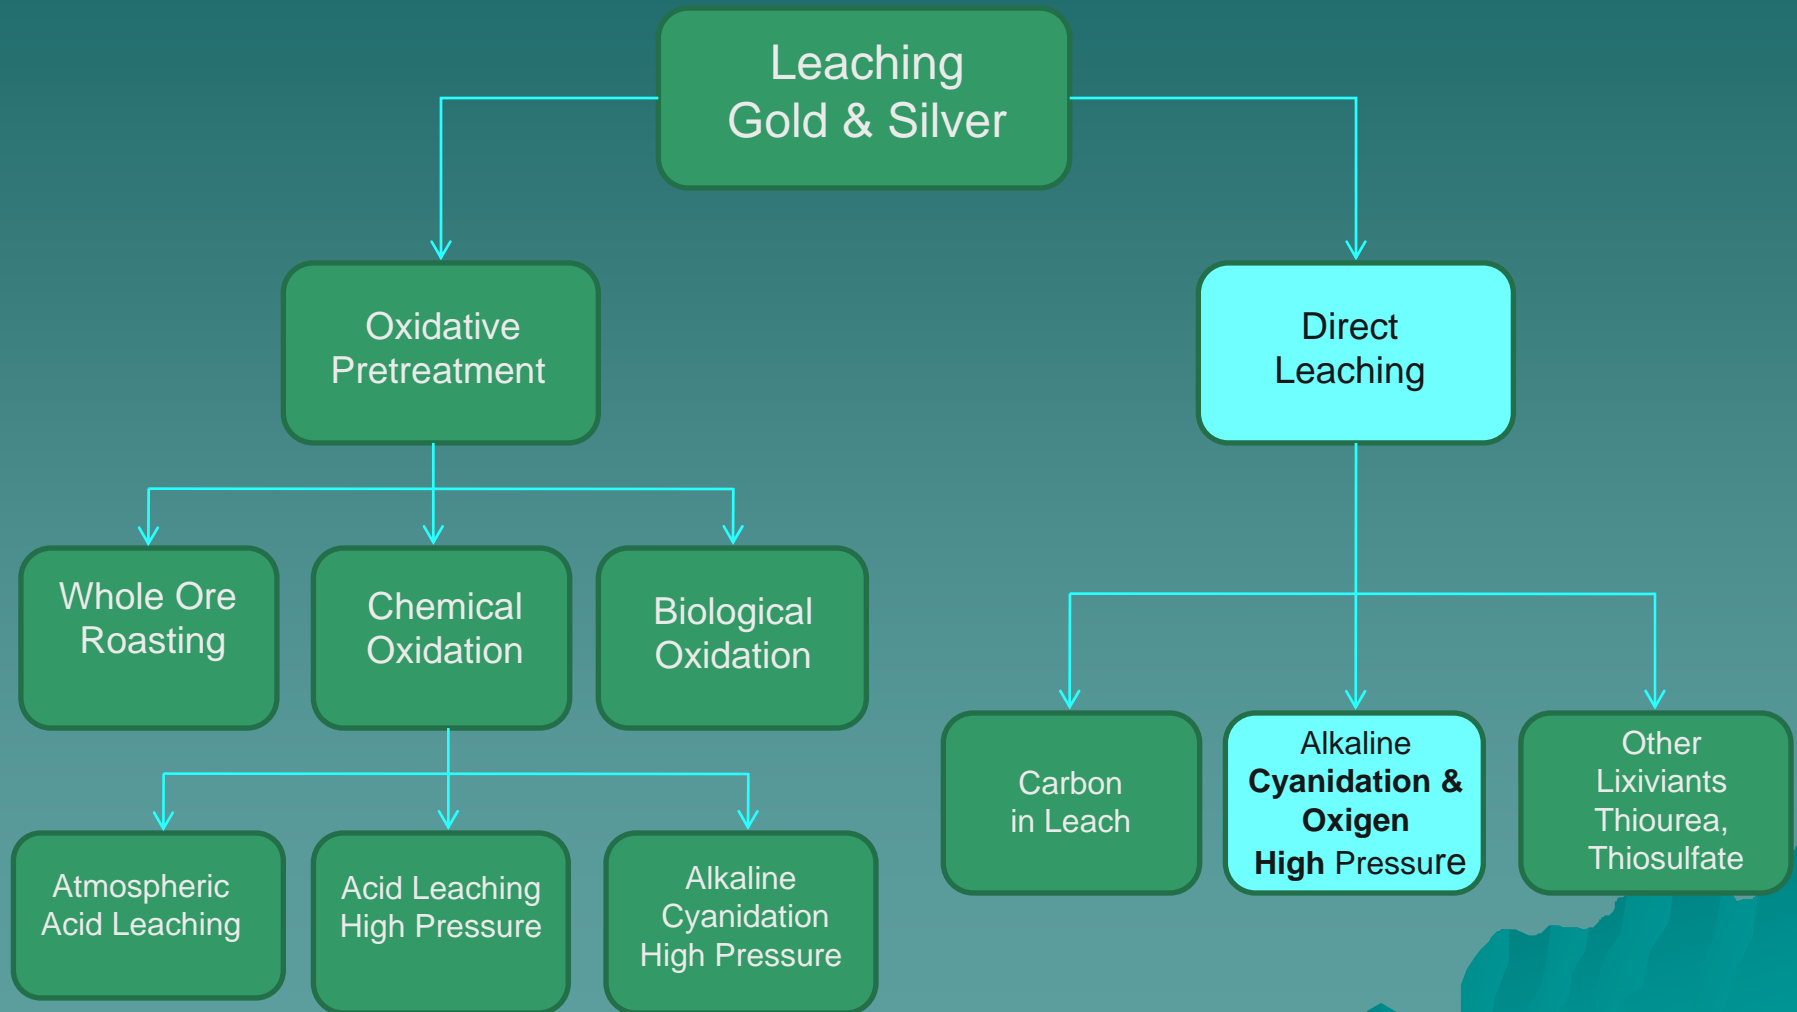 Leaching
Gold & Silver
Oxidative
Pretreatment
Direct
Leaching
Whole Ore
Roasting
Chemical
Oxidation
Biological
Oxidation
Atmospheric
Acid Leaching
Acid Leaching
High Pressure
Alkaline
Cyanidation
High Pressure
Carbon
in Leach
Alkaline
Cyanidation &
Oxigen
High Pressure
Other
Lixiviants
Thiourea,
Thiosulfate